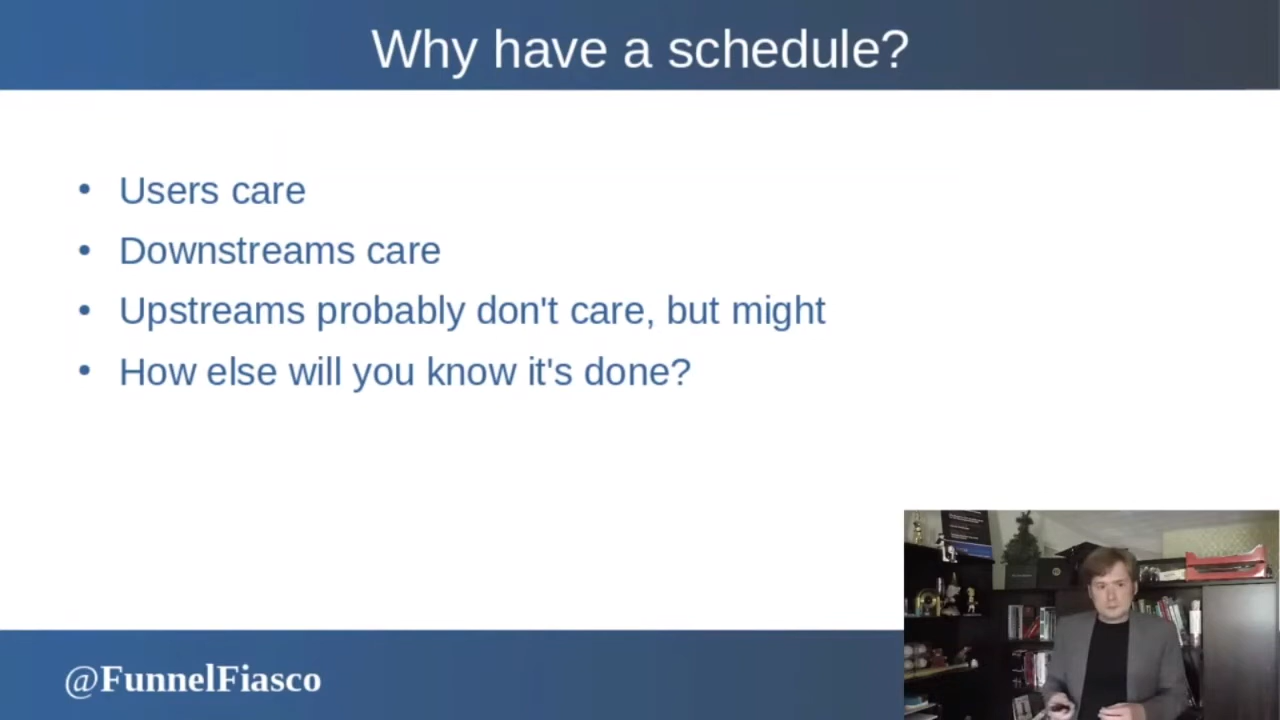 Why have a schedule?
• Users care
• Downstreams care
• Upstreams probably don't care, but might
• How else will you know it's done?
@FunnelFiasco